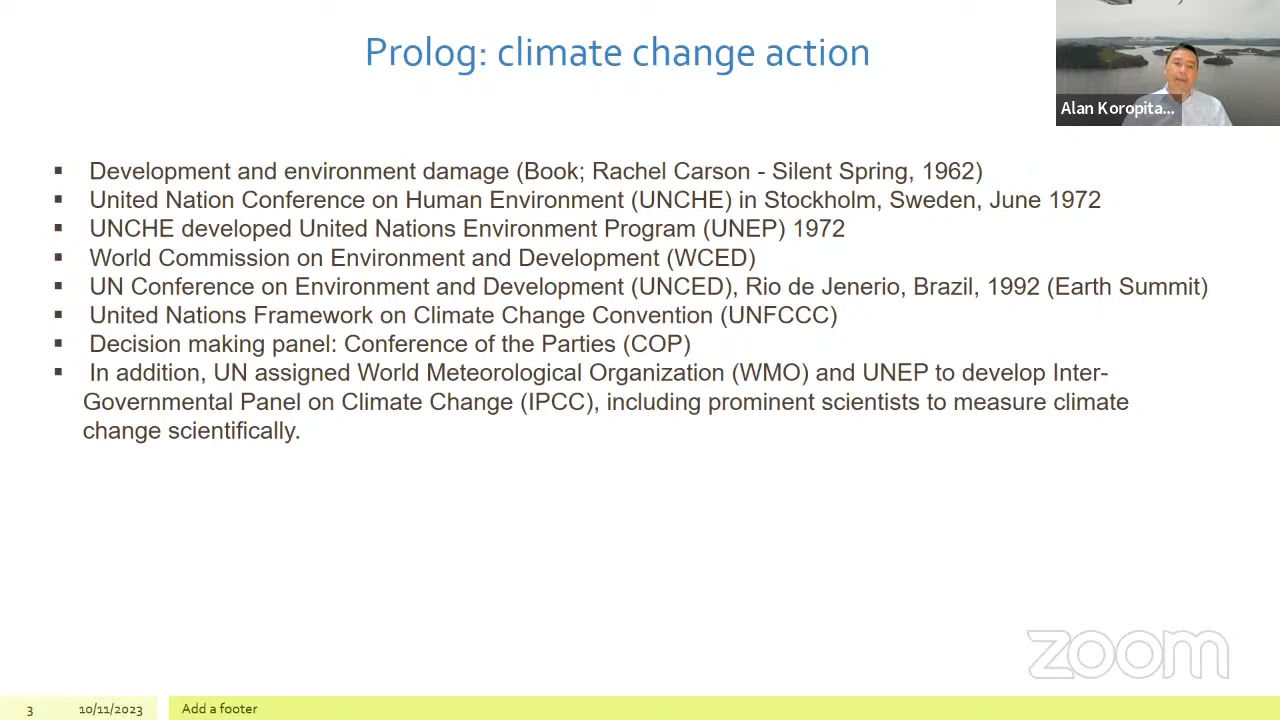 Prolog: climate change action
Alan Koropita...
▪ Development and environment damage (Book; Rachel Carson - Silent Spring, 1962)
▪ United Nation Conference on Human Environment (UNCHE) in Stockholm, Sweden, June 1972
▪ UNCHE developed United Nations Environment Program (UNEP) 1972
▪ World Commission on Environment and Development (WCED)
▪ UN Conference on Environment and Development (UNCED), Rio de Jenerio, Brazil, 1992 (Earth Summit)
▪ United Nations Framework on Climate Change Convention (UNFCCC)
▪ Decision making panel: Conference of the Parties (COP)
▪ In addition, UN assigned World Meteorological Organization (WMO) and UNEP to develop Inter-
Governmental Panel on Climate Change (IPCC), including prominent scientists to measure climate
change scientifically.
zoom
3 10/11/2023 Add a footer